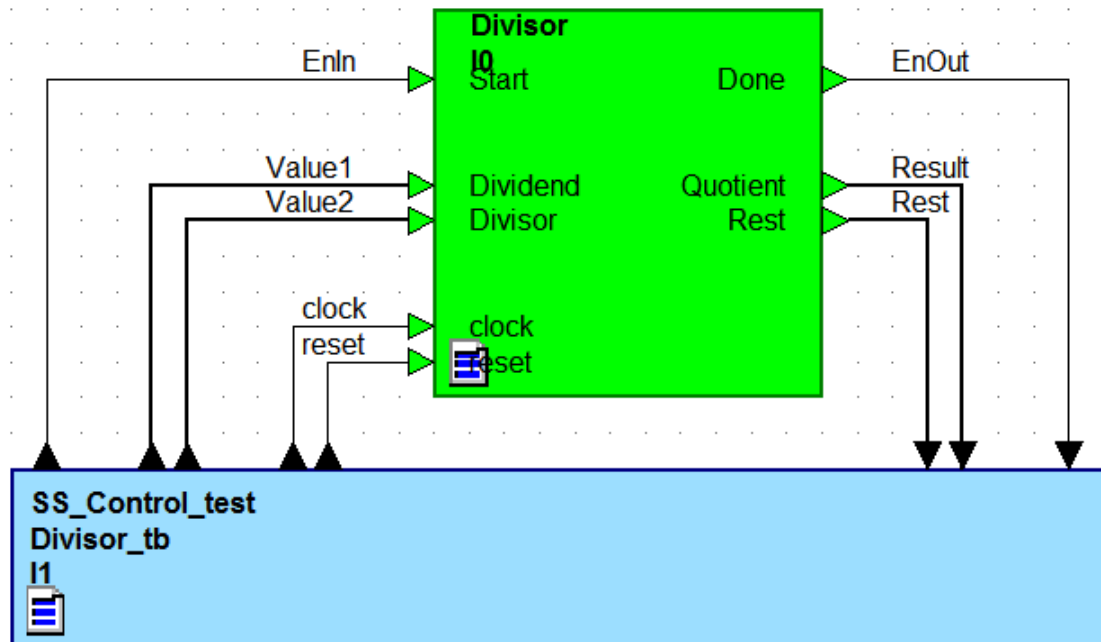 Divisor
I0
EnIn
Start
Done
EnOut
Value1
Dividend
Quotient
Result
Value2
Divisor
Rest
Rest
clock
clock
reset
reset
SS_Control_test
Divisor_tb
I1